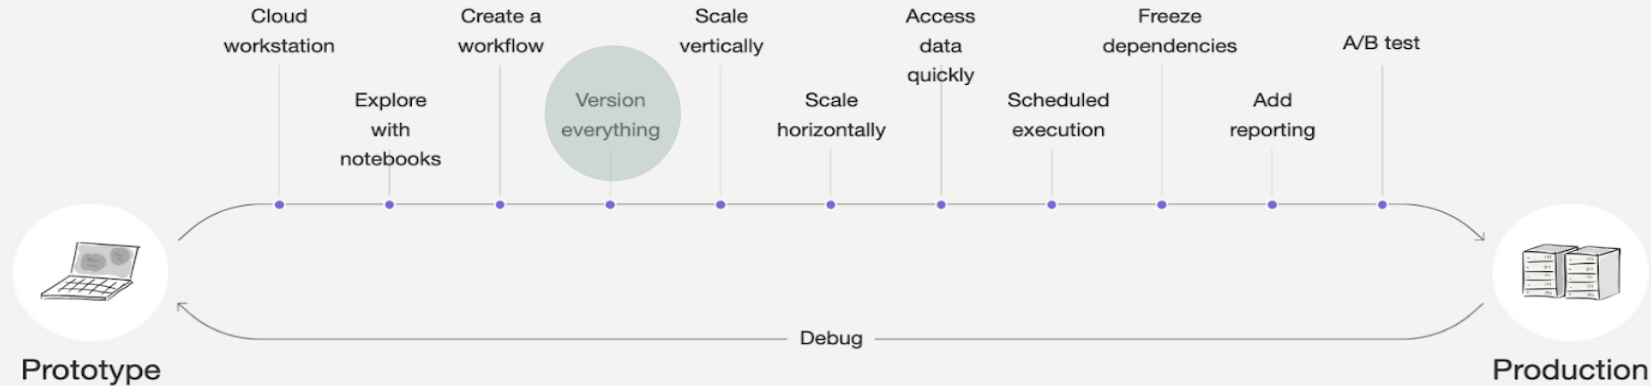 Cloud
workstation
Explore
with
notebooks
Create a
workflow
Version
everything
Scale
vertically
Scale
horizontally
Access
data
quickly
Scheduled
execution
Freeze
dependencies
Add
reporting
A/B test
Prototype
Debug
Production